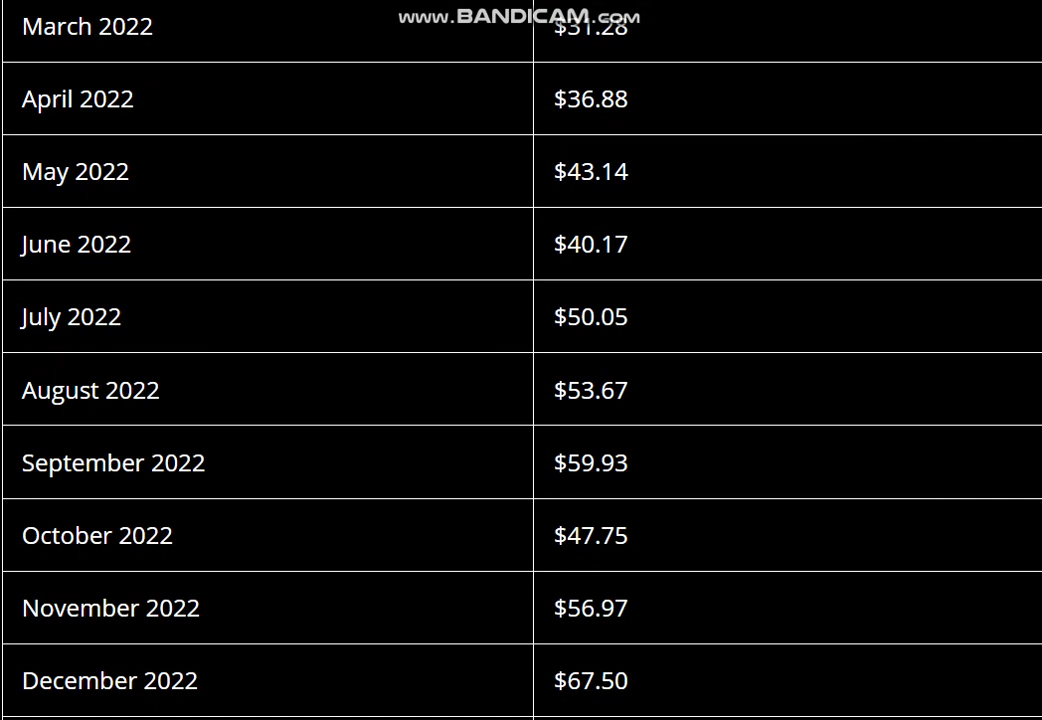 www.BANDICAM.com
March 2022 $31.28
April 2022 $36.88
May 2022 $43.14
June 2022 $40.17
July 2022 $50.05
August 2022 $53.67
September 2022 $59.93
October 2022 $47.75
November 2022 $56.97
December 2022 $67.50